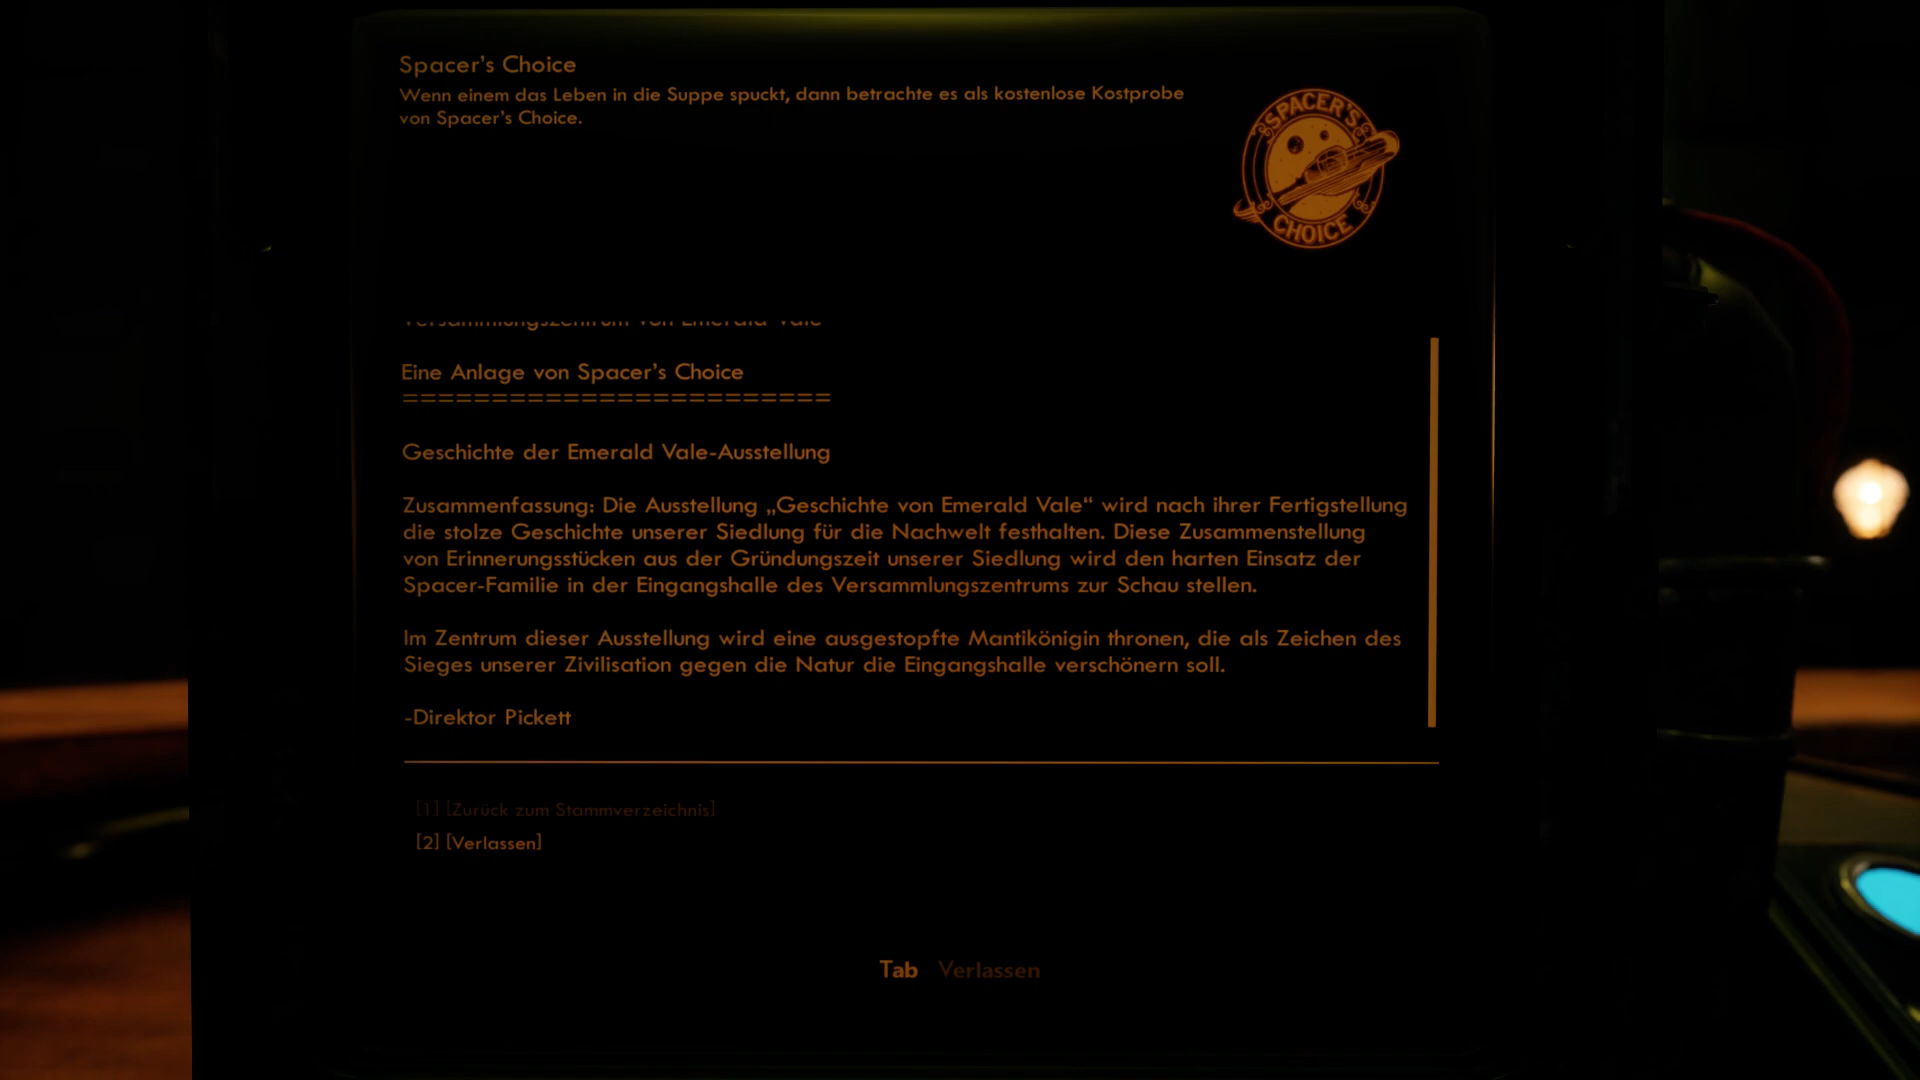 Spacer's Choice
Wenn einem das Leben in die Suppe spuckt, dann betrachte es als kostenlose Kostprobe
von Spacer's Choice.
SPACER'S
CHOICE
Versammlungszentrum von Emerald Vale
Eine Anlage von Spacer's Choice
========================
Geschichte der Emerald Vale-Ausstellung
Zusammenfassung: Die Ausstellung „Geschichte von Emerald Vale“ wird nach ihrer Fertigstellung
die stolze Geschichte unserer Siedlung für die Nachwelt festhalten. Diese Zusammenstellung
von Erinnerungsstücken aus der Gründungszeit unserer Siedlung wird den harten Einsatz der
Spacer-Familie in der Eingangshalle des Versammlungszentrums zur Schau stellen.
Im Zentrum dieser Ausstellung wird eine ausgestopfte Mantikönigin thronen, die als Zeichen des
Sieges unserer Zivilisation gegen die Natur die Eingangshalle verschönern soll.
-Direktor Pickett
[1] [Zurück zum Stammverzeichnis]
[2] [Verlassen]
Tab Verlassen